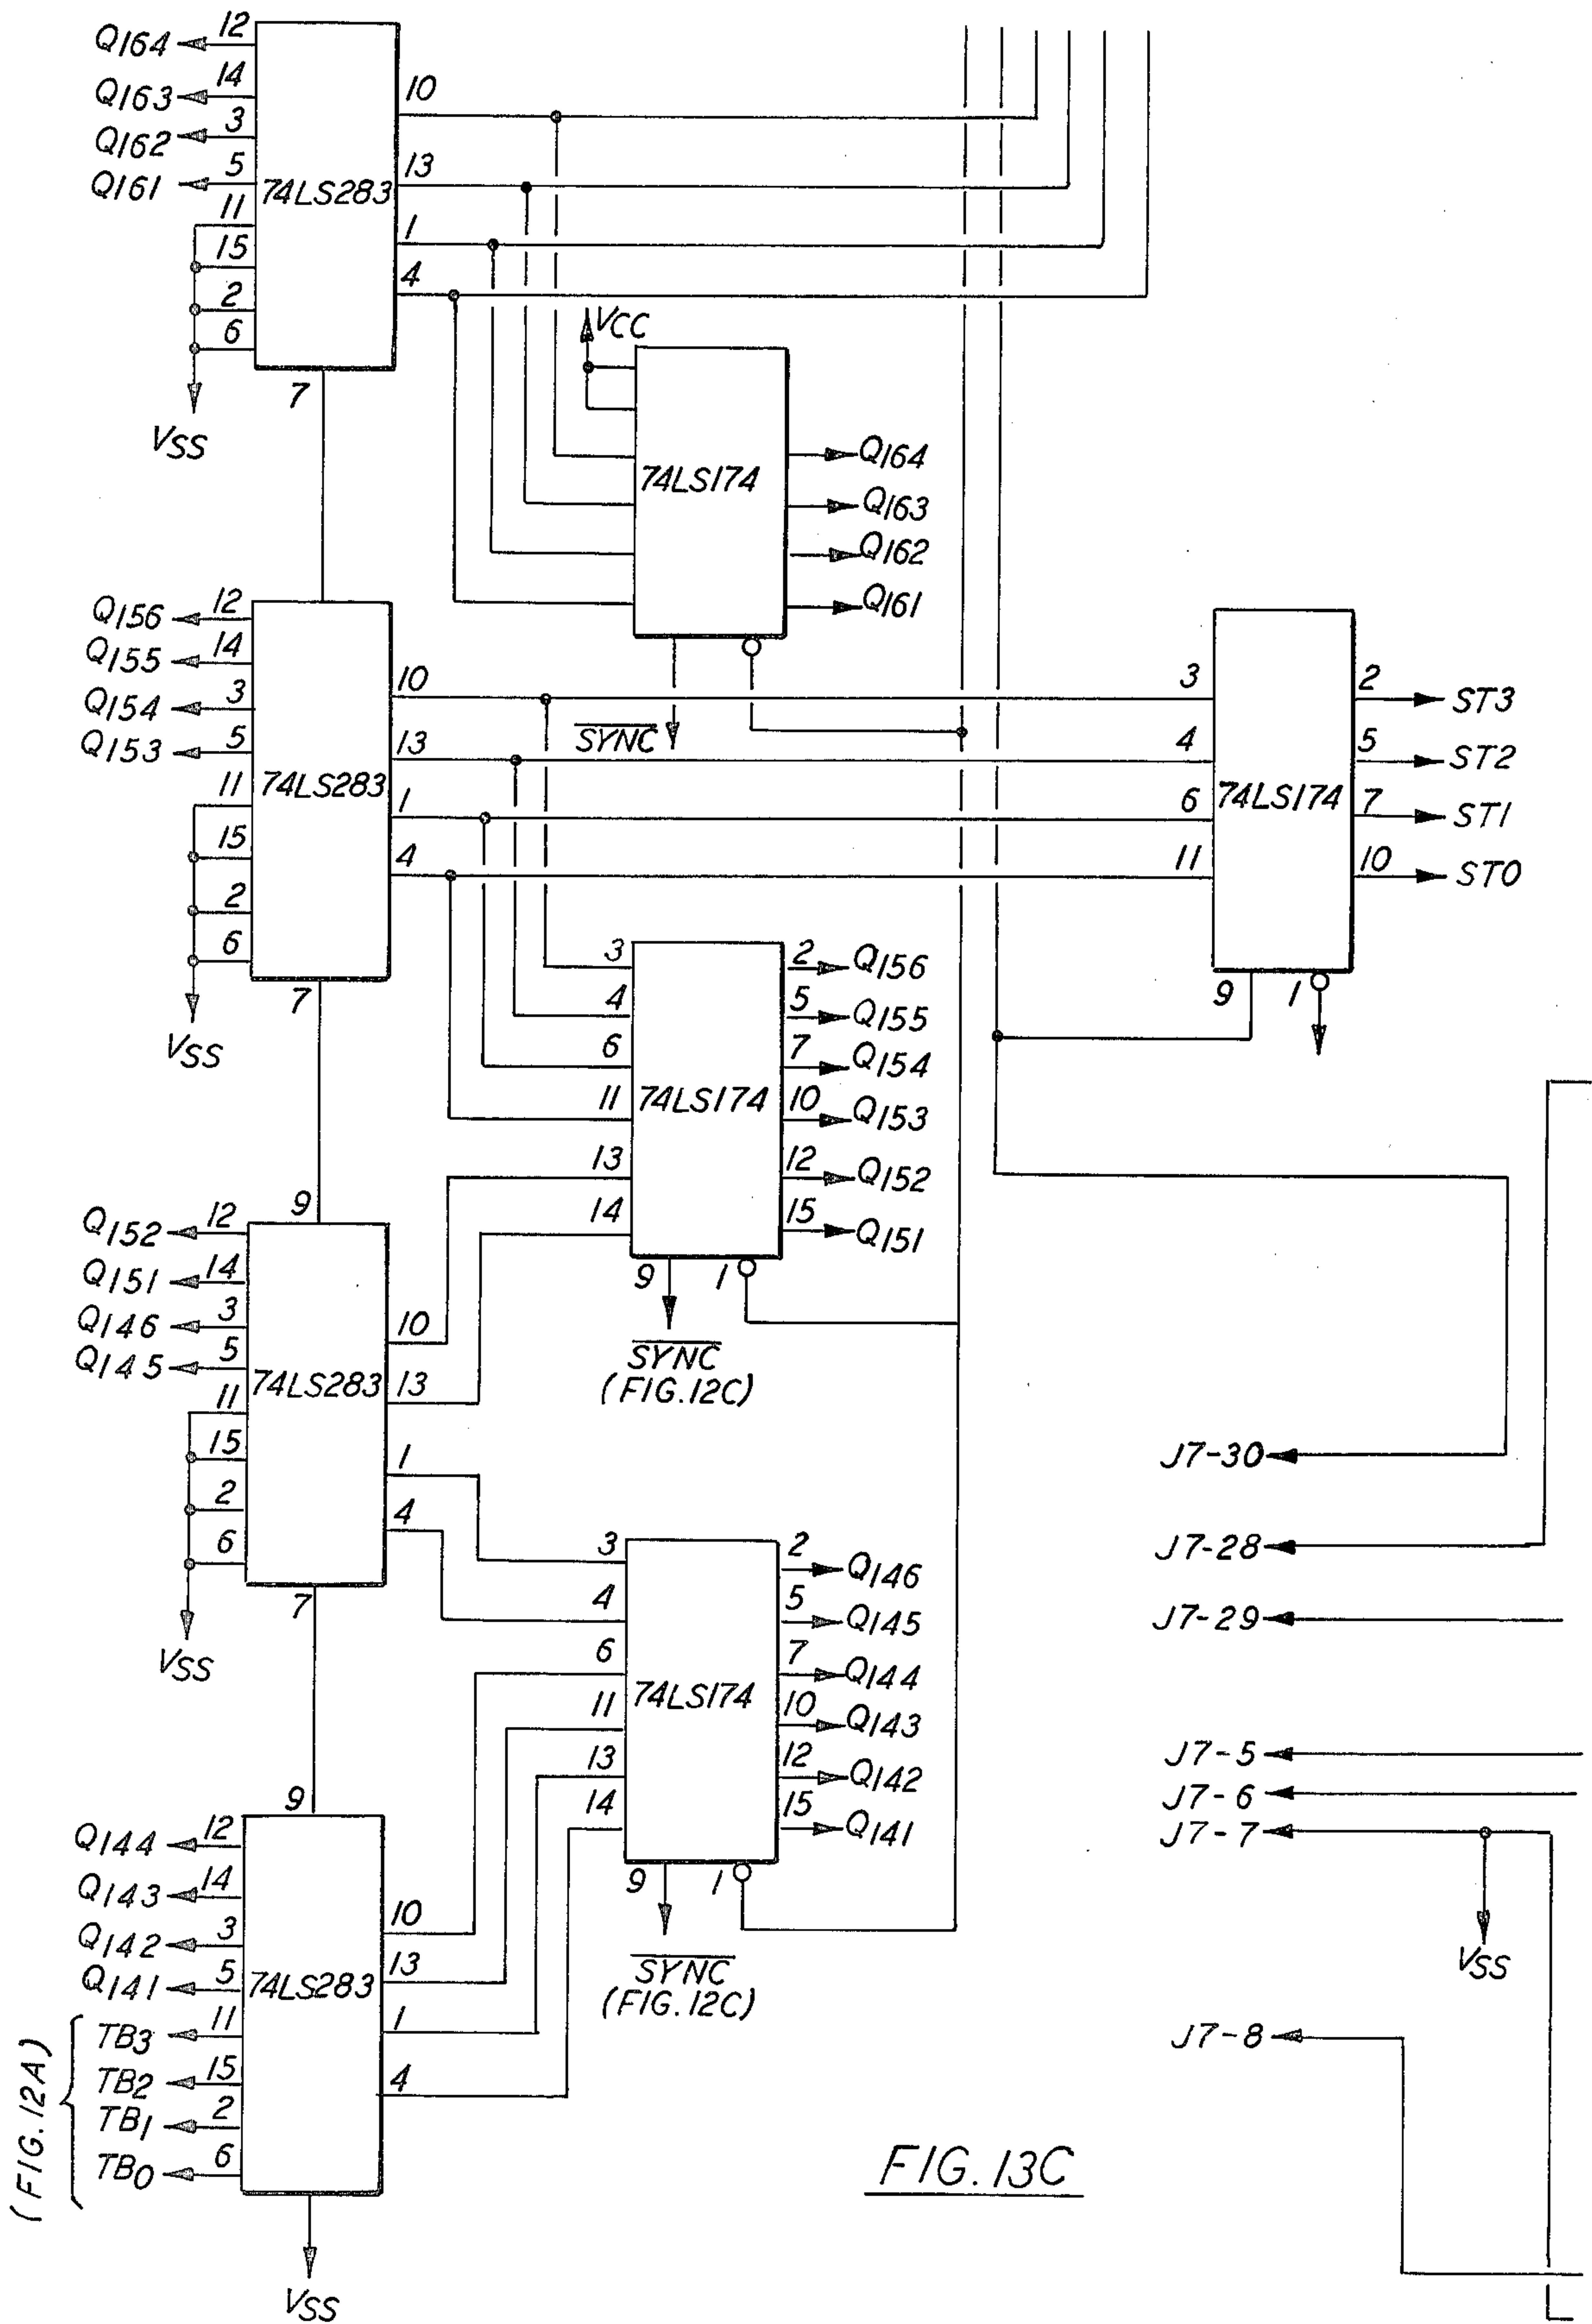 Q164 12
Q163 14
Q162 3
Q161 5
11
15
2
6
74LS283
10
13
1
4
7
VSS
VCC
74LS174
Q164
Q163
Q162
Q161
SYNC
Q156 12
Q155 14
Q154 3
Q153 5
11
15
2
6
74LS283
10
13
1
4
7
VSS
3
4
6
11
74LS174
2 ST3
5 ST2
7 ST1
10 ST0
9 1
3
4
6
11
13
14
74LS174
2 Q156
5 Q155
7 Q154
10 Q153
12 Q152
15 Q151
9 1
SYNC
(FIG.12C)
9
Q152 12
Q151 14
Q146 3
Q145 5
11
15
2
6
74LS283
10
13
1
4
7
VSS
3
4
6
11
13
14
74LS174
2 Q146
5 Q145
7 Q144
10 Q143
12 Q142
15 Q141
9 1
SYNC
(FIG.12C)
9
Q144 12
Q143 14
Q142 3
Q141 5
(FIG.12A)
TB3 11
TB2 15
TB1 2
TB0 6
74LS283
10
13
1
4
VSS
J7-30
J7-28
J7-29
J7-5
J7-6
J7-7
VSS
J7-8
FIG. 13C